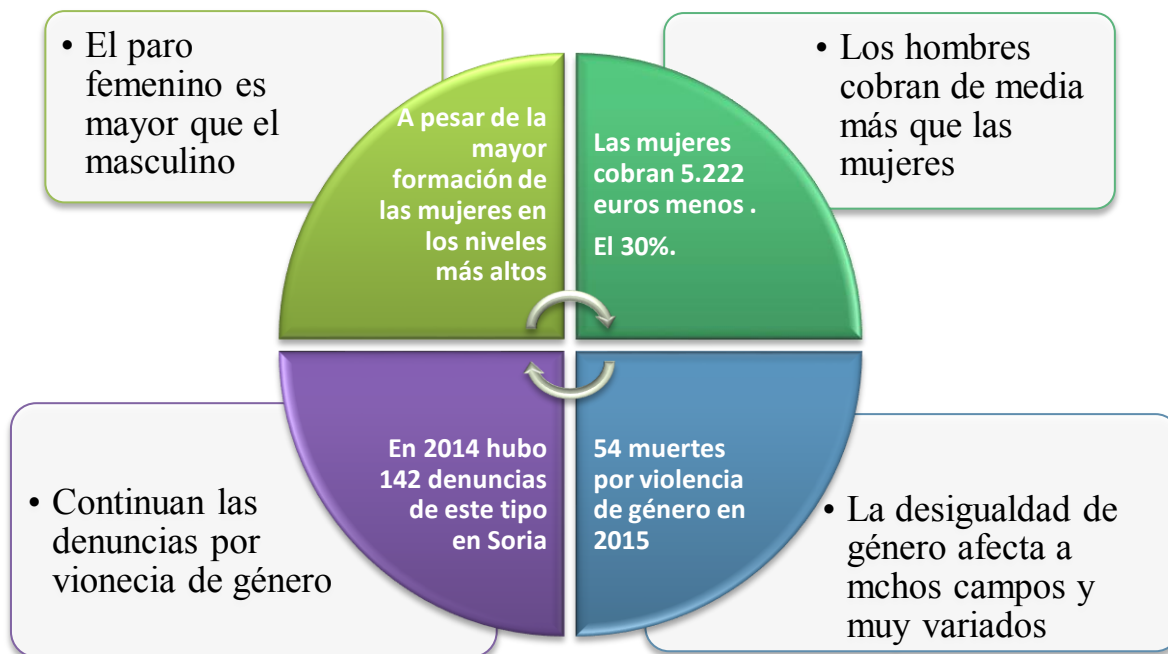 • El paro
femenino es
mayor que el
masculino
A pesar de la
mayor
formación de
las mujeres en
los niveles
más altos
Las mujeres
cobran 5.222
euros menos .
El 30%.
• Los hombres
cobran de media
más que las
mujeres
• Continuan las
denuncias por
vionecia de género
En 2014 hubo
142 denuncias
de este tipo
en Soria
54 muertes
por violencia
de género en
2015
• La desigualdad de
género afecta a
mchos campos y
muy variados